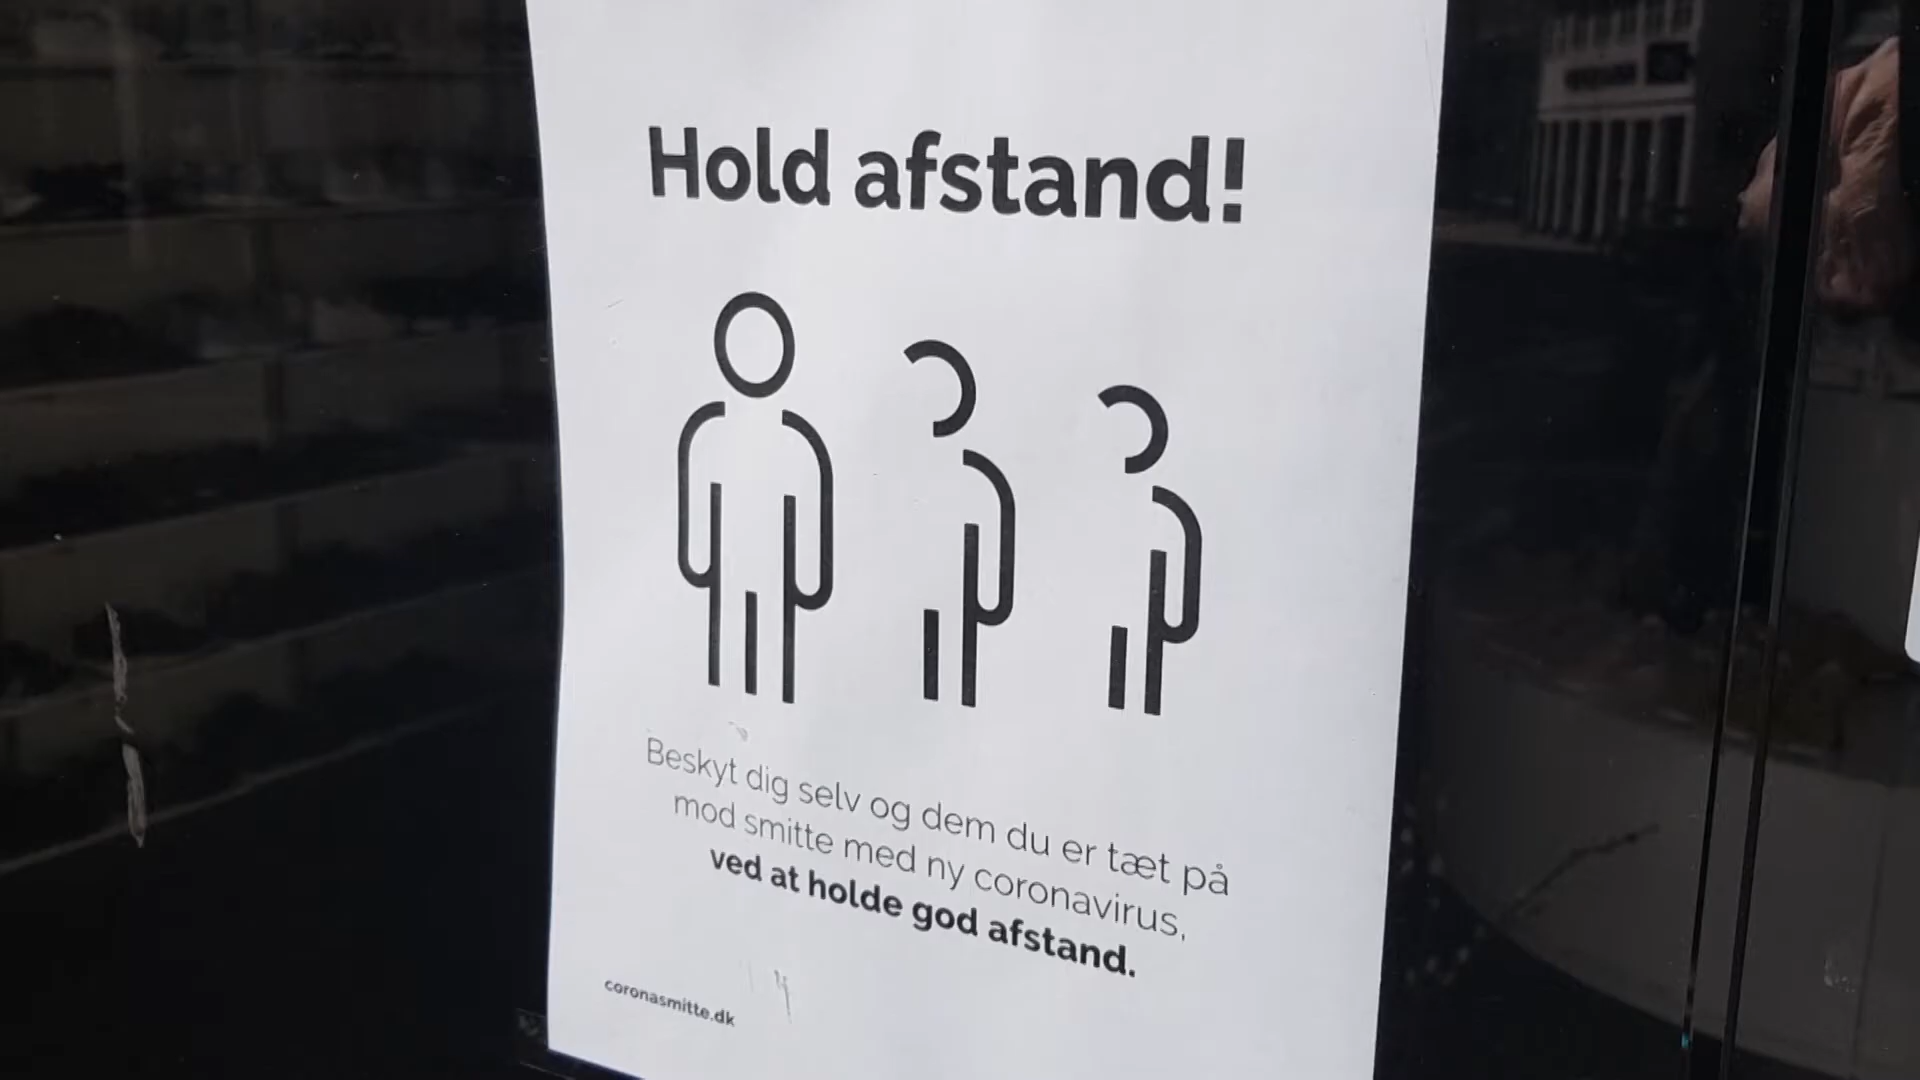 Hold afstand!
Beskyt dig selv og dem du er tæt på
mod smitte med ny coronavirus,
ved at holde god afstand.
coronasmitte.dk